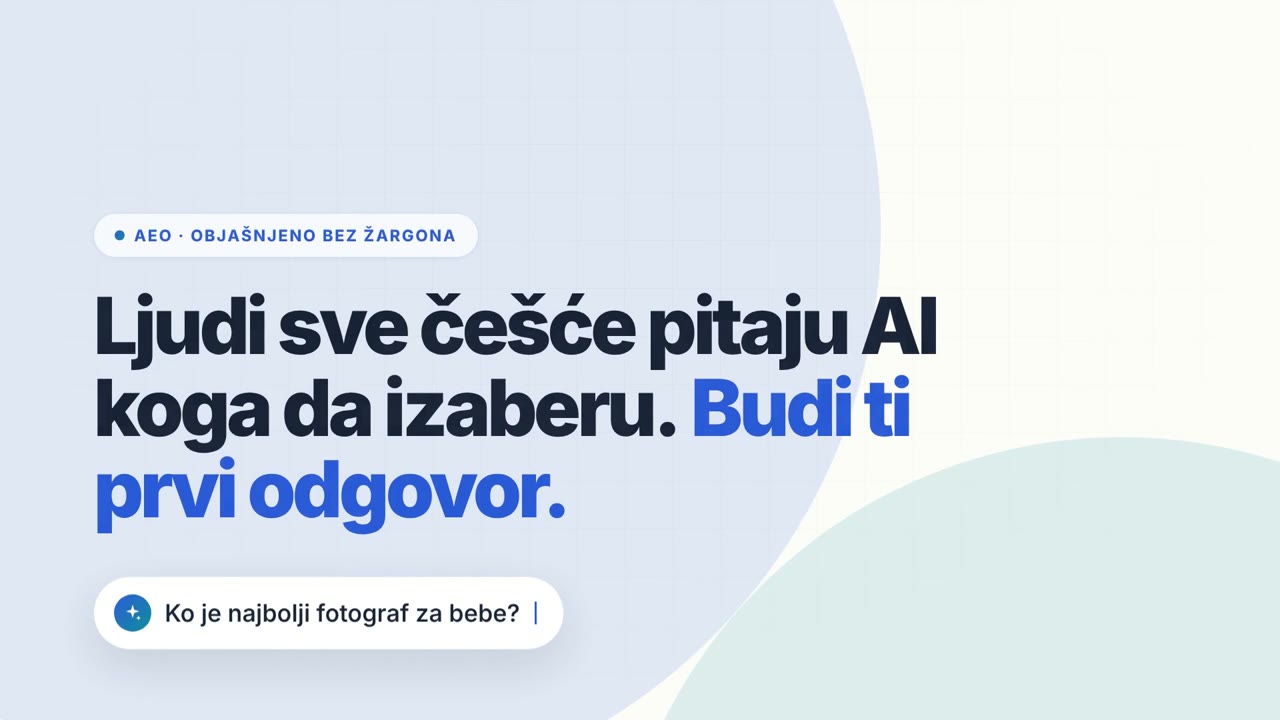 AEO · OBJAŠNJENO BEZ ŽARGONA
Ljudi sve češće pitaju AI
koga da izaberu. Budi ti
prvi odgovor.
Ko je najbolji fotograf za bebe?